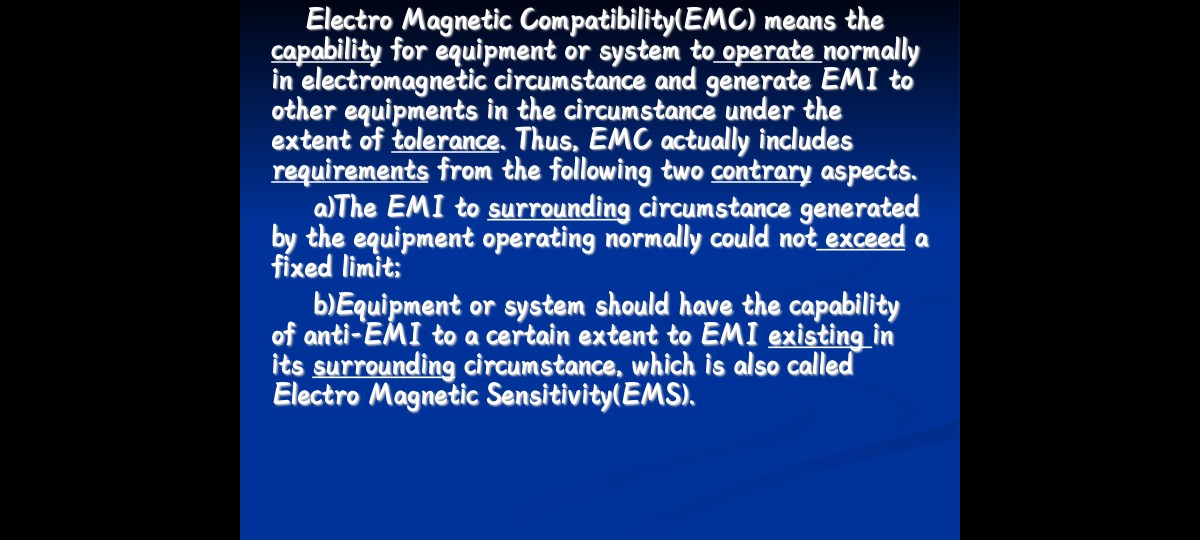 Electro Magnetic Compatibility(EMC) means the
capability for equipment or system to operate normally
in electromagnetic circumstance and generate EMI to
other equipments in the circumstance under the
extent of tolerance. Thus, EMC actually includes
requirements from the following two contrary aspects.
a)The EMI to surrounding circumstance generated
by the equipment operating normally could not exceed a
fixed limit;
b)Equipment or system should have the capability
of anti-EMI to a certain extent to EMI existing in
its surrounding circumstance, which is also called
Electro Magnetic Sensitivity(EMS).